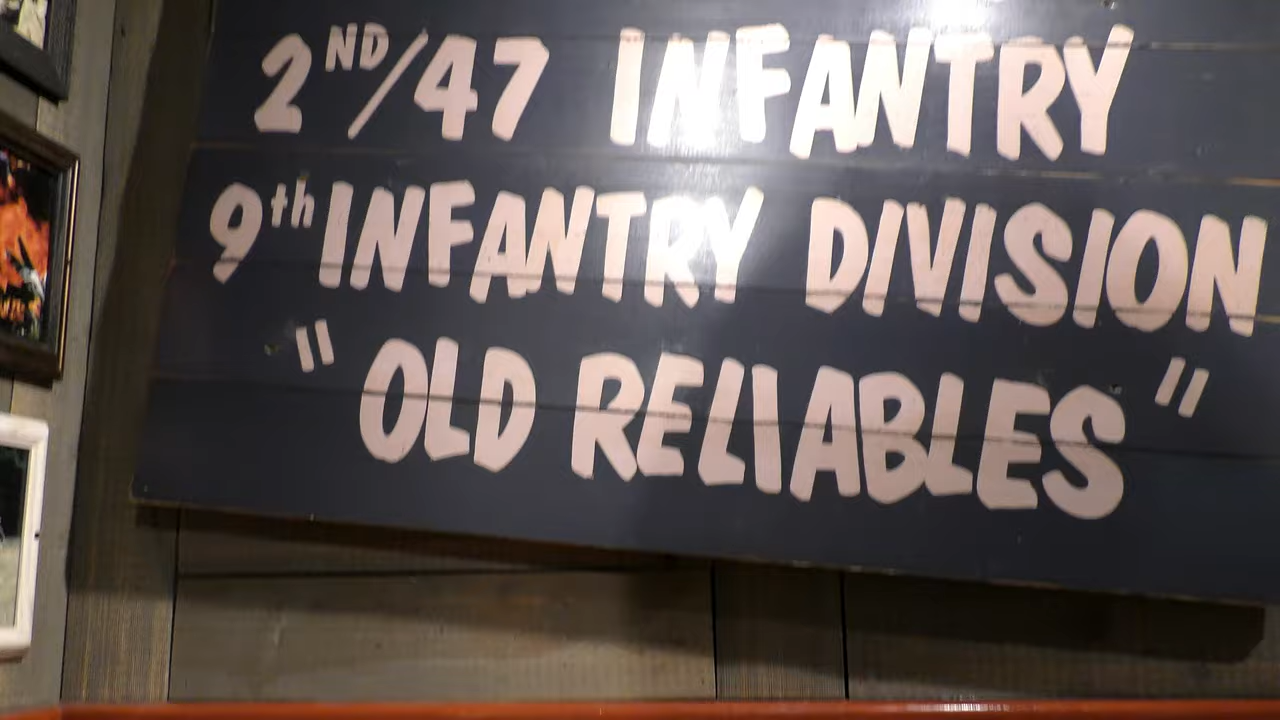 2ND/47 INFANTRY
9th INFANTRY DIVISION
"OLD RELIABLES"